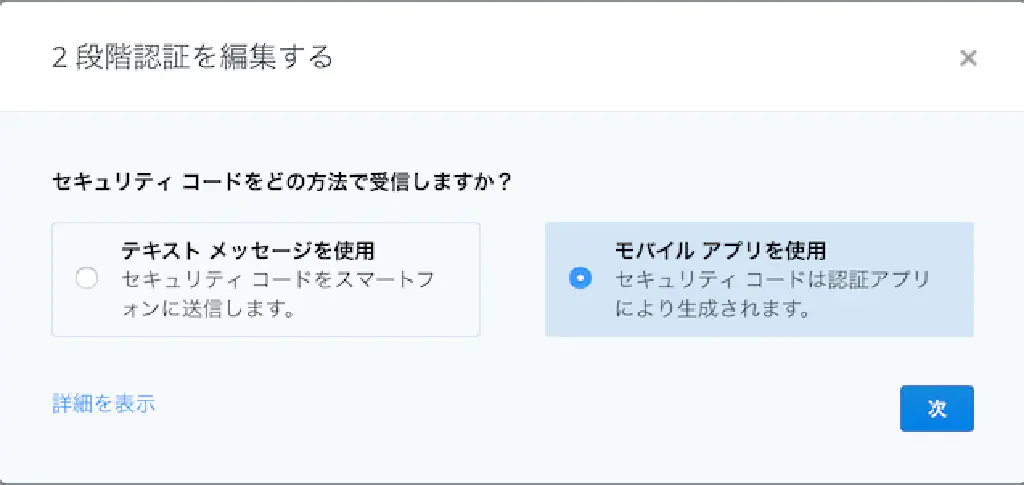 2 段階認証を編集する
×
セキュリティ コードをどの方法で受信しますか？
テキスト メッセージを使用
セキュリティ コードをスマートフ
ォンに送信します。
モバイル アプリを使用
セキュリティ コードは認証アプリ
により生成されます。
詳細を表示
次